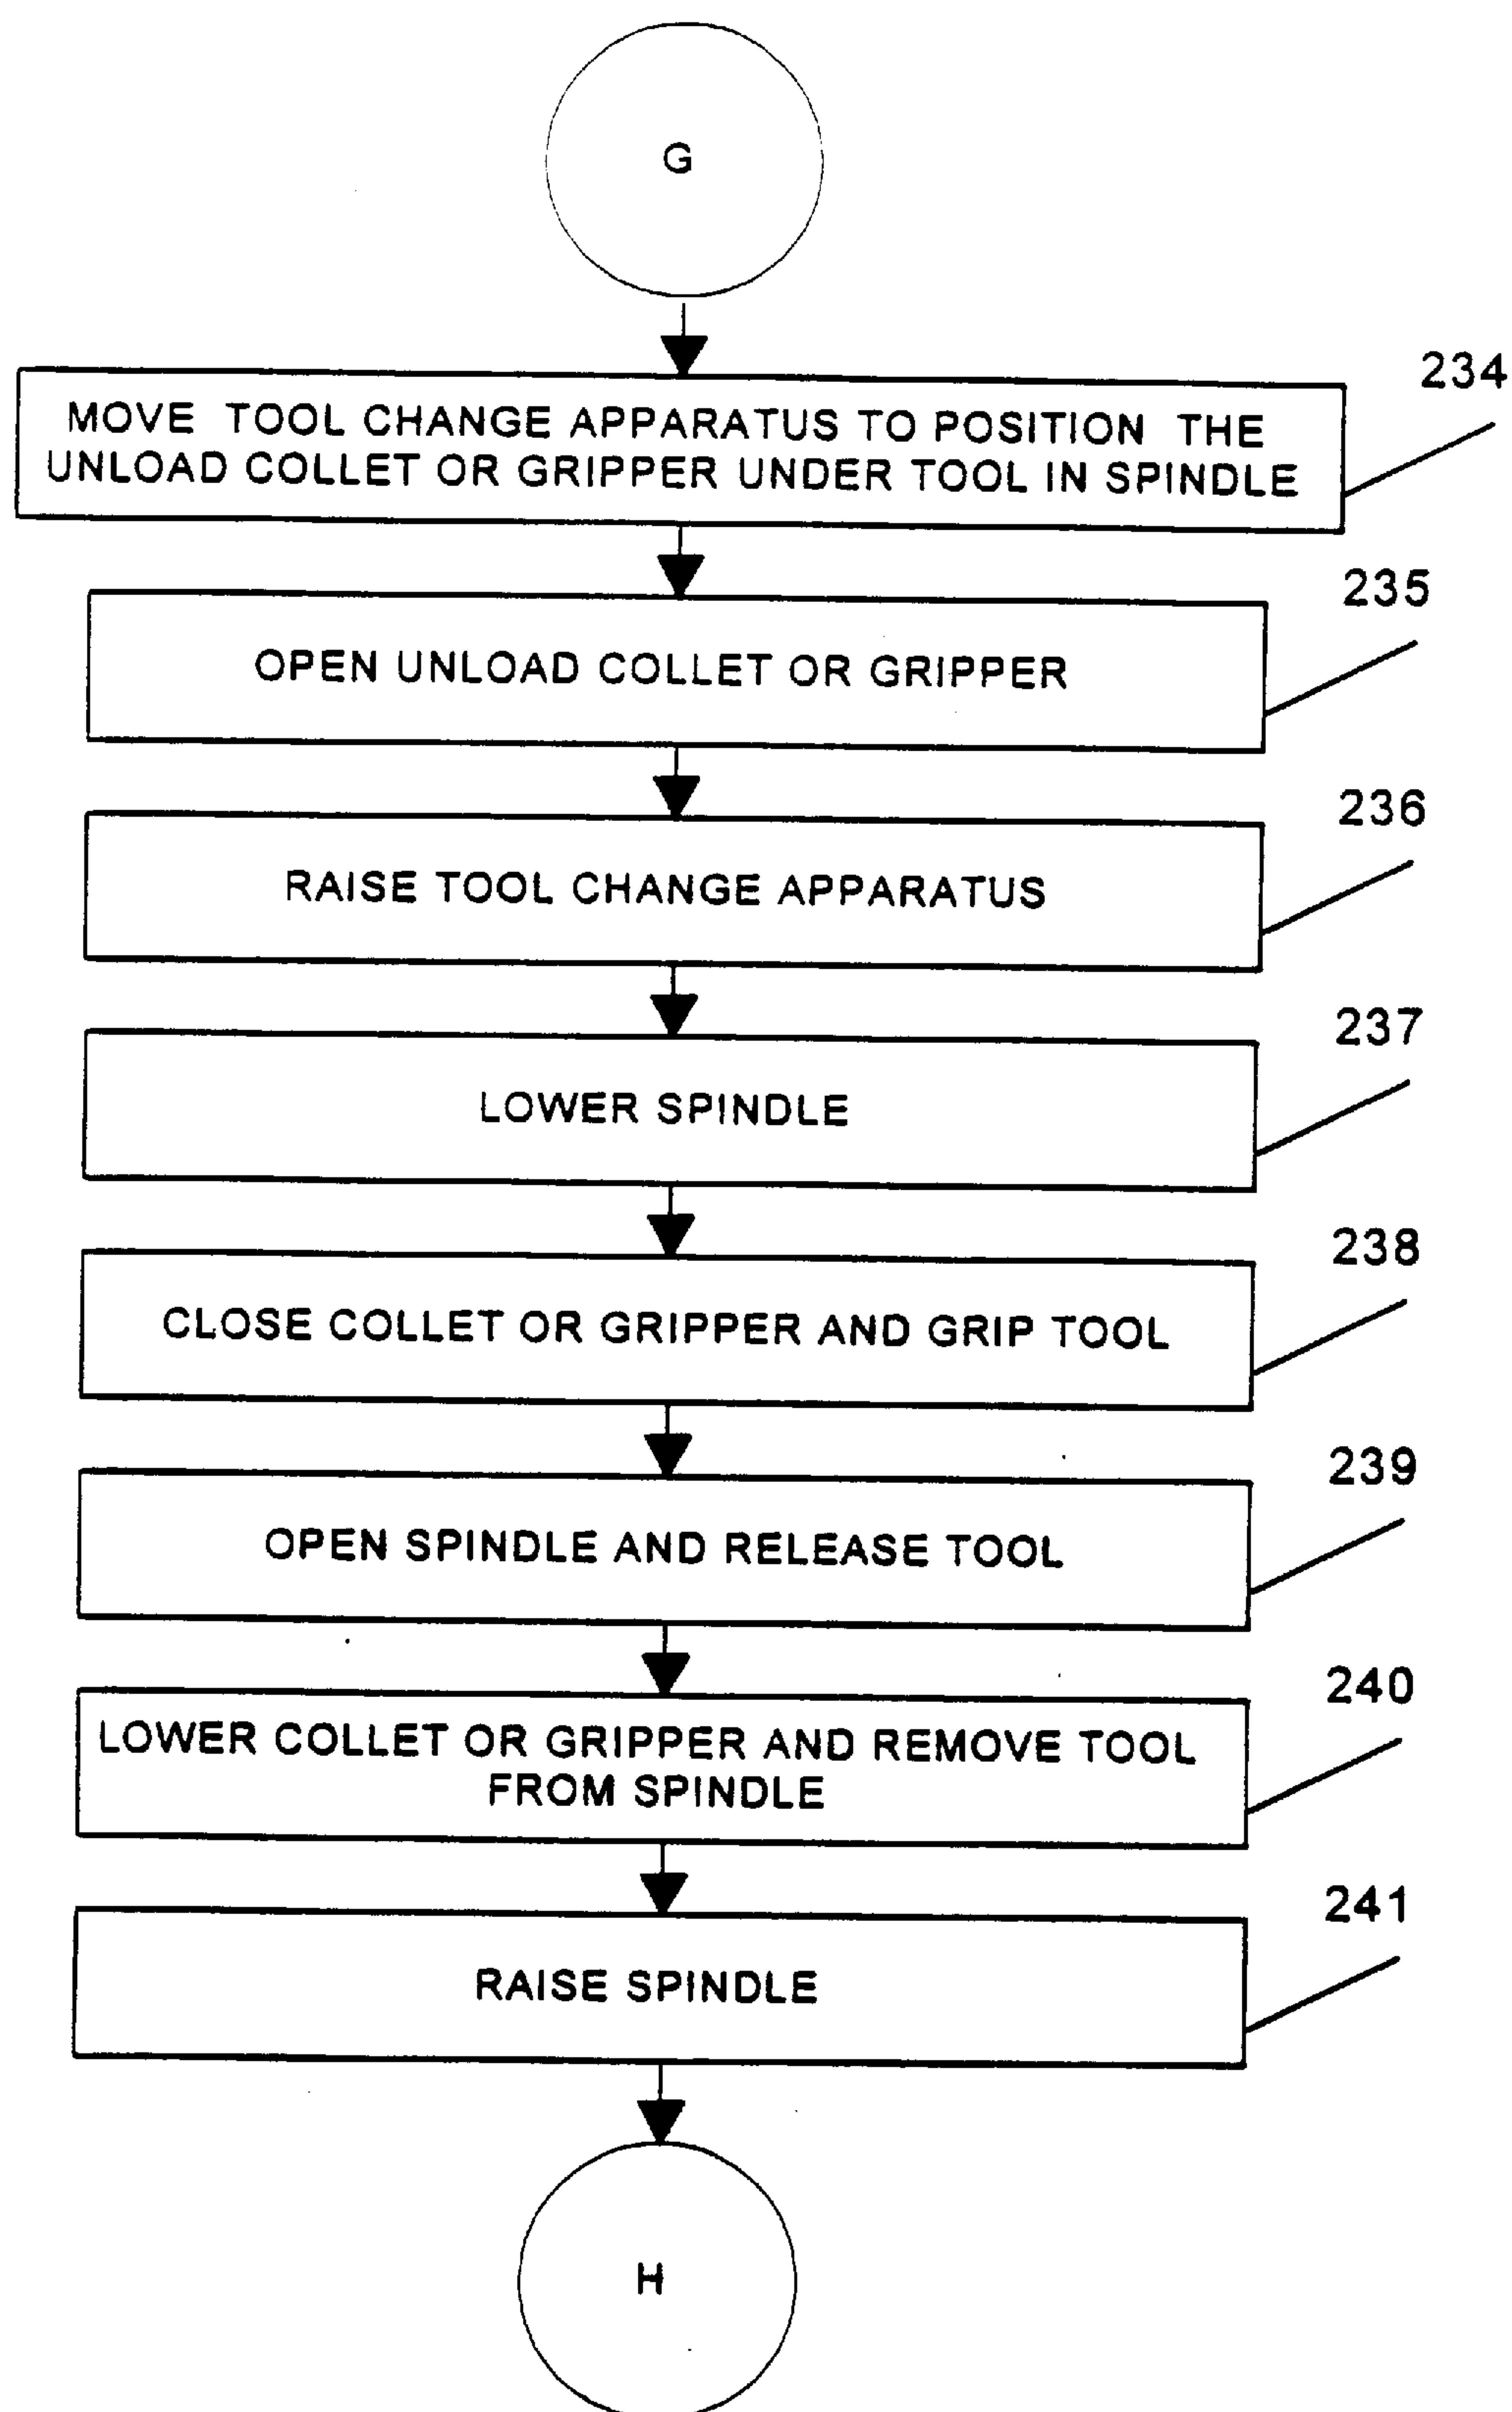 G
234
MOVE TOOL CHANGE APPARATUS TO POSITION THE
UNLOAD COLLET OR GRIPPER UNDER TOOL IN SPINDLE
235
OPEN UNLOAD COLLET OR GRIPPER
236
RAISE TOOL CHANGE APPARATUS
237
LOWER SPINDLE
238
CLOSE COLLET OR GRIPPER AND GRIP TOOL
239
OPEN SPINDLE AND RELEASE TOOL
240
LOWER COLLET OR GRIPPER AND REMOVE TOOL
FROM SPINDLE
241
RAISE SPINDLE
H